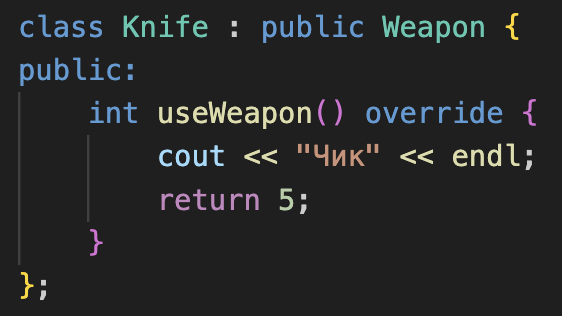 class Knife : public Weapon {
public:
    int useWeapon() override {
        cout << "Чик" << endl;
        return 5;
    }
};